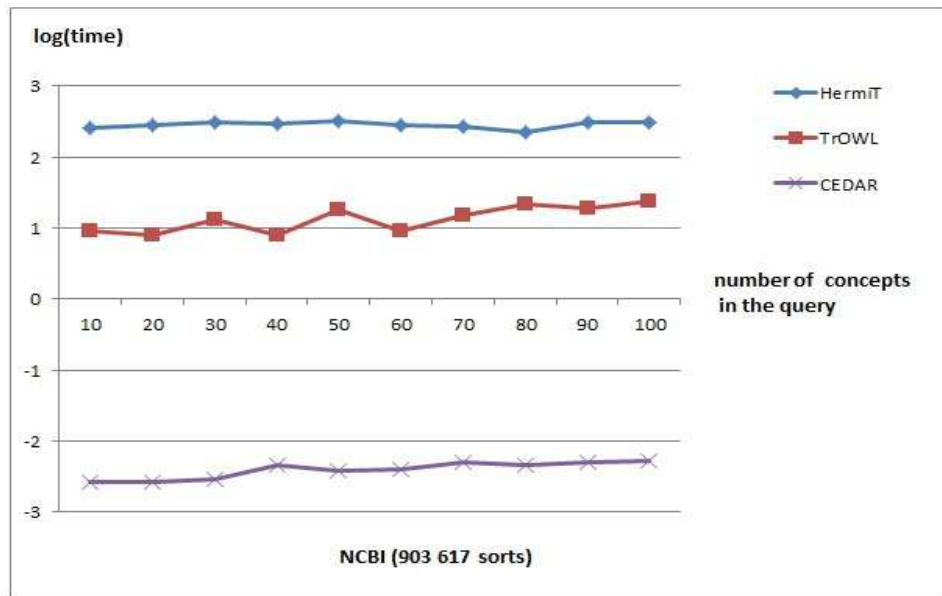 log(time)
3
2
1
0
-1
-2
-3
10 20 30 40 50 60 70 80 90 100
HermiT
TrOWL
CEDAR
number of concepts
in the query
NCBI (903 617 sorts)